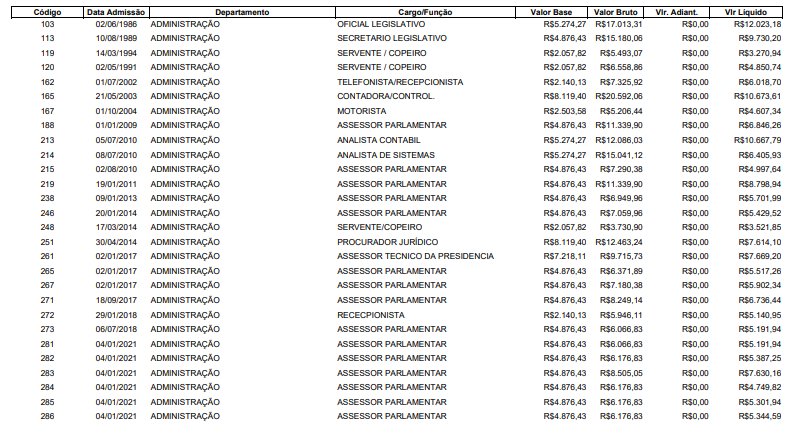 Código Data Admissão Departamento Cargo/Função Valor Base Valor Bruto Vlr. Adiant. Vlr Líquido
103 02/06/1986 ADMINISTRAÇÃO OFICIAL LEGISLATIVO R$5.274,27 R$17.013,31 R$0,00 R$12.023,18
113 10/08/1989 ADMINISTRAÇÃO SECRETARIO LEGISLATIVO R$4.876,43 R$15.180,06 R$0,00 R$9.730,20
119 14/03/1994 ADMINISTRAÇÃO SERVENTE / COPEIRO R$2.057,82 R$5.493,07 R$0,00 R$3.270,94
120 02/05/1991 ADMINISTRAÇÃO SERVENTE / COPEIRO R$2.057,82 R$6.558,86 R$0,00 R$4.850,74
162 01/07/2002 ADMINISTRAÇÃO TELEFONISTA/RECEPCIONISTA R$2.140,13 R$7.325,92 R$0,00 R$6.018,70
165 21/05/2003 ADMINISTRAÇÃO CONTADORA/CONTROL. R$8.119,40 R$20.592,06 R$0,00 R$10.673,61
167 01/10/2004 ADMINISTRAÇÃO MOTORISTA R$2.503,58 R$5.206,44 R$0,00 R$4.607,34
188 01/01/2009 ADMINISTRAÇÃO ASSESSOR PARLAMENTAR R$4.876,43 R$11.339,90 R$0,00 R$6.846,26
213 05/07/2010 ADMINISTRAÇÃO ANALISTA CONTABIL R$5.274,27 R$12.086,03 R$0,00 R$10.667,79
214 08/07/2010 ADMINISTRAÇÃO ANALISTA DE SISTEMAS R$5.274,27 R$15.041,12 R$0,00 R$6.405,93
215 02/08/2010 ADMINISTRAÇÃO ASSESSOR PARLAMENTAR R$4.876,43 R$7.290,38 R$0,00 R$4.997,64
219 19/01/2011 ADMINISTRAÇÃO ASSESSOR PARLAMENTAR R$4.876,43 R$11.339,90 R$0,00 R$8.798,94
238 09/01/2013 ADMINISTRAÇÃO ASSESSOR PARLAMENTAR R$4.876,43 R$6.949,96 R$0,00 R$5.701,99
246 20/01/2014 ADMINISTRAÇÃO ASSESSOR PARLAMENTAR R$4.876,43 R$7.059,96 R$0,00 R$5.429,52
248 17/03/2014 ADMINISTRAÇÃO SERVENTE/COPEIRO R$2.057,82 R$3.730,90 R$0,00 R$3.521,85
251 30/04/2014 ADMINISTRAÇÃO PROCURADOR JURÍDICO R$8.119,40 R$12.463,24 R$0,00 R$7.614,10
261 02/01/2017 ADMINISTRAÇÃO ASSESSOR TECNICO DA PRESIDENCIA R$7.218,11 R$9.715,73 R$0,00 R$7.669,20
265 02/01/2017 ADMINISTRAÇÃO ASSESSOR PARLAMENTAR R$4.876,43 R$6.371,89 R$0,00 R$5.517,26
267 02/01/2017 ADMINISTRAÇÃO ASSESSOR PARLAMENTAR R$4.876,43 R$7.180,38 R$0,00 R$5.902,34
271 18/09/2017 ADMINISTRAÇÃO ASSESSOR PARLAMENTAR R$4.876,43 R$8.249,14 R$0,00 R$6.736,44
272 29/01/2018 ADMINISTRAÇÃO RECECPIONISTA R$2.140,13 R$5.946,11 R$0,00 R$5.140,95
273 06/07/2018 ADMINISTRAÇÃO ASSESSOR PARLAMENTAR R$4.876,43 R$6.066,83 R$0,00 R$5.191,94
281 04/01/2021 ADMINISTRAÇÃO ASSESSOR PARLAMENTAR R$4.876,43 R$6.066,83 R$0,00 R$5.191,94
282 04/01/2021 ADMINISTRAÇÃO ASSESSOR PARLAMENTAR R$4.876,43 R$6.176,83 R$0,00 R$5.387,25
283 04/01/2021 ADMINISTRAÇÃO ASSESSOR PARLAMENTAR R$4.876,43 R$8.505,05 R$0,00 R$7.630,16
284 04/01/2021 ADMINISTRAÇÃO ASSESSOR PARLAMENTAR R$4.876,43 R$6.176,83 R$0,00 R$4.749,82
285 04/01/2021 ADMINISTRAÇÃO ASSESSOR PARLAMENTAR R$4.876,43 R$6.176,83 R$0,00 R$5.301,94
286 04/01/2021 ADMINISTRAÇÃO ASSESSOR PARLAMENTAR R$4.876,43 R$6.176,83 R$0,00 R$5.344,59